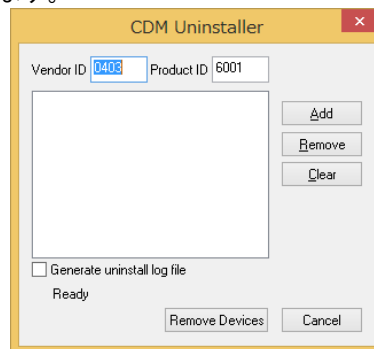 CDM Uninstaller
Vendor ID 0403 Product ID 6001
Add
Remove
Clear
Generate uninstall log file
Ready
Remove Devices Cancel